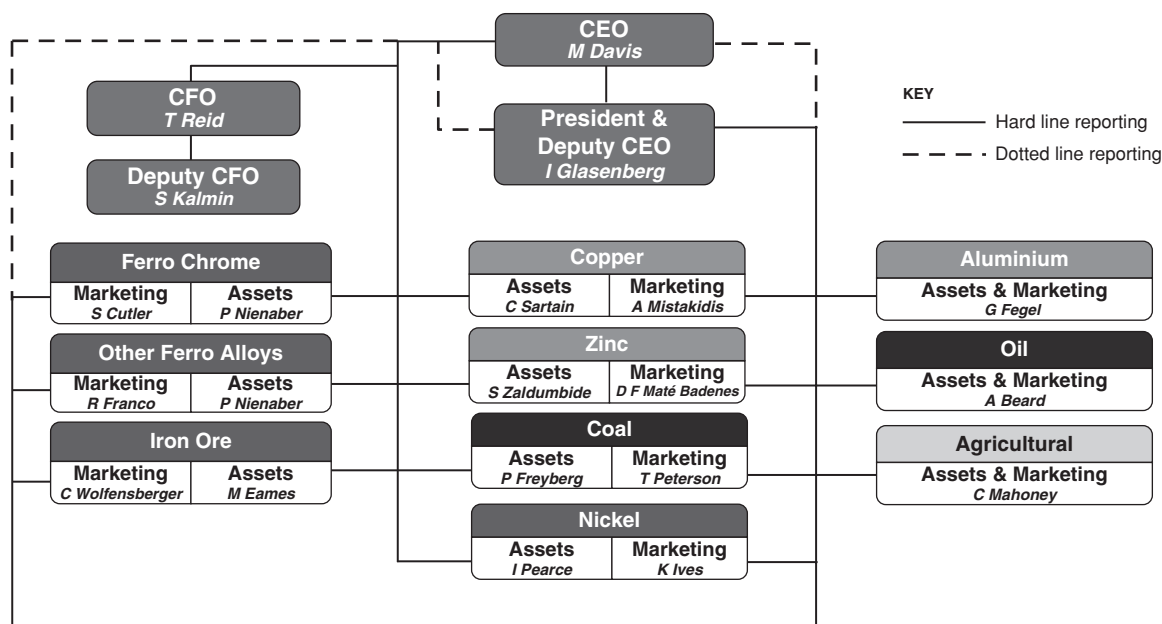 CEO
M Davis
CFO
T Reid
Deputy CFO
S Kalmin
President &
Deputy CEO
I Glasenberg
KEY
Hard line reporting
Dotted line reporting
Ferro Chrome
Marketing
S Cutler
Assets
P Nienaber
Other Ferro Alloys
Marketing
R Franco
Assets
P Nienaber
Iron Ore
Marketing
C Wolfensberger
Assets
M Eames
Copper
Assets
C Sartain
Marketing
A Mistakidis
Zinc
Assets
S Zaldumbide
Marketing
D F Maté Badenes
Coal
Assets
P Freyberg
Marketing
T Peterson
Nickel
Assets
I Pearce
Marketing
K Ives
Aluminium
Assets & Marketing
G Fegel
Oil
Assets & Marketing
A Beard
Agricultural
Assets & Marketing
C Mahoney